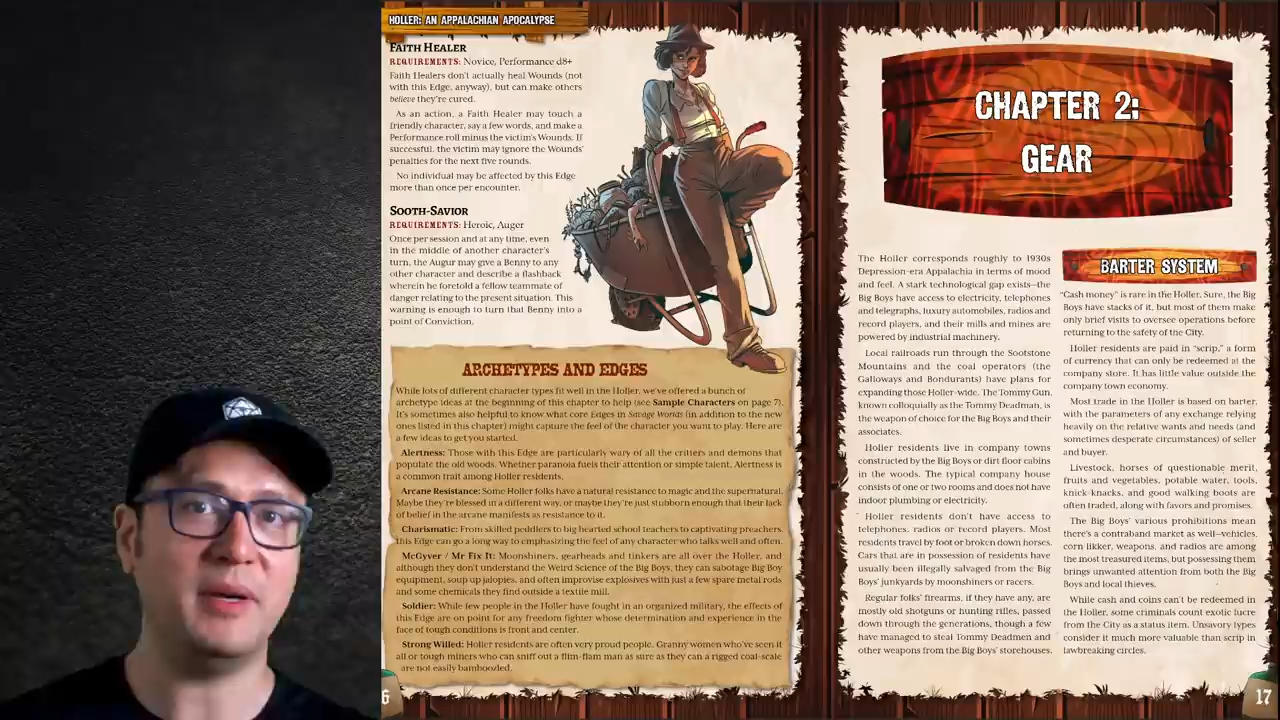 HOLLER: AN APPALACHIAN APOCALYPSE
FAITH HEALER
REQUIREMENTS: Novice, Performance d8+
Faith Healers don't actually heal Wounds (not
with this Edge, anyway), but can make others
believe they're cured.
As an action, a Faith Healer may touch a
friendly character, say a few words, and make a
Performance roll minus the victim's Wounds. If
successful, the victim may ignore the Wounds'
penalties for the next five rounds.
No individual may be affected by this Edge
more than once per encounter.
SOOTH-SAVIOR
REQUIREMENTS: Heroic, Auger
Once per session and at any time, even
in the middle of another character's
turn, the Augur may give a Benny to any
other character and describe a flashback
wherein he foretold a fellow teammate of
danger relating to the present situation. This
warning is enough to turn that Benny into a
point of Conviction.
ARCHETYPES AND EDGES
While lots of different character types fit well in the Holler, we've offered a bunch of
archetype ideas at the beginning of this chapter to help (see Sample Characters on page 7).
It's sometimes also helpful to know what core Edges in Savage Worlds (in addition to the new
ones listed in this chapter) might capture the feel of the character you want to play. Here are
a few ideas to get you started.
Alertness: Those with this Edge are particularly wary of all the critters and demons that
populate the old woods. Whether paranoia fuels their attention or simple talent, Alertness is
a common trait among Holler residents.
Arcane Resistance: Some Holler folks have a natural resistance to magic and the supernatural.
Maybe they're blessed in a different way, or maybe they're just stubborn enough that their lack
of belief in the arcane manifests as resistance to it.
Charismatic: From skilled peddlers to big hearted school teachers to captivating preachers,
this Edge can go a long way to emphasizing the feel of any character who talks well and often.
McGyver / Mr Fix It: Moonshiners, gearheads and tinkers are all over the Holler, and
although they don't understand the Weird Science of the Big Boys, they can sabotage Big Boy
equipment, soup up jalopies, and often improvise explosives with just a few spare metal rods
and some chemicals they find outside a textile mill.
Soldier: While few people in the Holler have fought in an organized military, the effects of
this Edge are on point for any freedom fighter whose determination and experience in the
face of tough conditions is front and center.
Strong Willed: Holler residents are often very proud people. Granny women who've seen it
all or tough miners who can sniff out a flim-flam man as sure as they can a rigged coal-scale
are not easily bamboozled.
6
CHAPTER 2:
GEAR
The Holler corresponds roughly to 1930s
Depression-era Appalachia in terms of mood
and feel. A stark technological gap exists—the
Big Boys have access to electricity, telephones
and telegraphs, luxury automobiles, radios and
record players, and their mills and mines are
powered by industrial machinery.
Local railroads run through the Sootstone
Mountains and the coal operators (the
Galloways and Bondurants) have plans for
expanding those Holler-wide. The Tommy Gun,
known colloquially as the Tommy Deadman, is
the weapon of choice for the Big Boys and their
associates.
Holler residents live in company towns
constructed by the Big Boys or dirt floor cabins
in the woods. The typical company house
consists of one or two rooms and does not have
indoor plumbing or electricity.
Holler residents don't have access to
telephones, radios or record players. Most
residents travel by foot or broken down horses.
Cars that are in possession of residents have
usually been illegally salvaged from the Big
Boys' junkyards by moonshiners or racers.
Regular folks' firearms, if they have any, are
mostly old shotguns or hunting rifles, passed
down through the generations, though a few
have managed to steal Tommy Deadmen and
other weapons from the Big Boys' storehouses.
BARTER SYSTEM
"Cash money" is rare in the Holler. Sure, the Big
Boys have stacks of it, but most of them make
only brief visits to oversee operations before
returning to the safety of the City.
Holler residents are paid in "scrip," a form
of currency that can only be redeemed at the
company store. It has little value outside the
company town economy.
Most trade in the Holler is based on barter,
with the parameters of any exchange relying
heavily on the relative wants and needs (and
sometimes desperate circumstances) of seller
and buyer.
Livestock, horses of questionable merit,
fruits and vegetables, potable water, tools,
knick-knacks, and good walking boots are
often traded, along with favors and promises.
The Big Boys' various prohibitions mean
there's a contraband market as well—vehicles,
corn likker, weapons, and radios are among
the most treasured items, but possessing them
brings unwanted attention from both the Big
Boys and local thieves.
While cash and coins can't be redeemed in
the Holler, some criminals count exotic lucre
from the City as a status item. Unsavory types
consider it much more valuable than scrip in
lawbreaking circles.
17